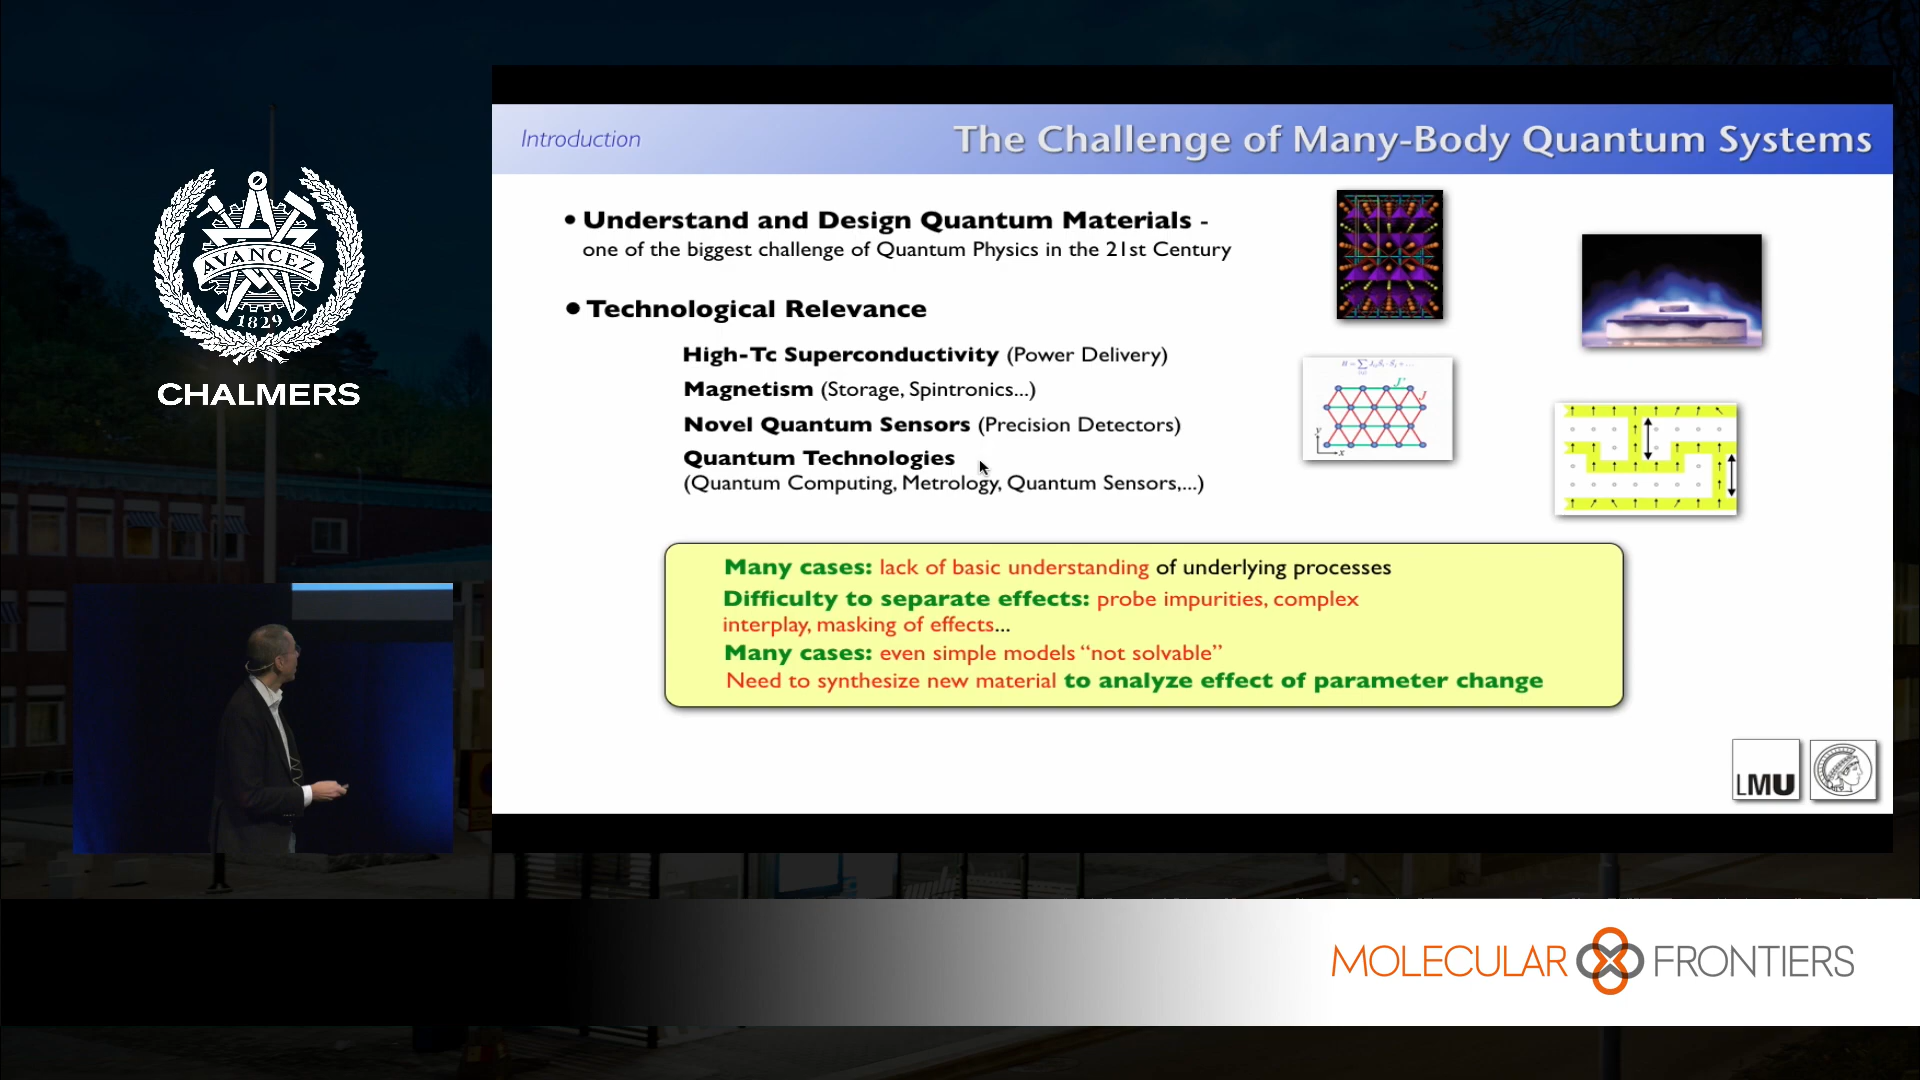 AVANCEZ
1829
CHALMERS
Introduction
The Challenge of Many-Body Quantum Systems
• Understand and Design Quantum Materials -
one of the biggest challenge of Quantum Physics in the 21st Century
• Technological Relevance
High-Tc Superconductivity (Power Delivery)
Magnetism (Storage, Spintronics...)
Novel Quantum Sensors (Precision Detectors)
Quantum Technologies
(Quantum Computing, Metrology, Quantum Sensors,...)
J'
J
y
x
Many cases: lack of basic understanding of underlying processes
Difficulty to separate effects: probe impurities, complex
interplay, masking of effects...
Many cases: even simple models “not solvable”
Need to synthesize new material to analyze effect of parameter change
LMU
MOLECULAR FRONTIERS